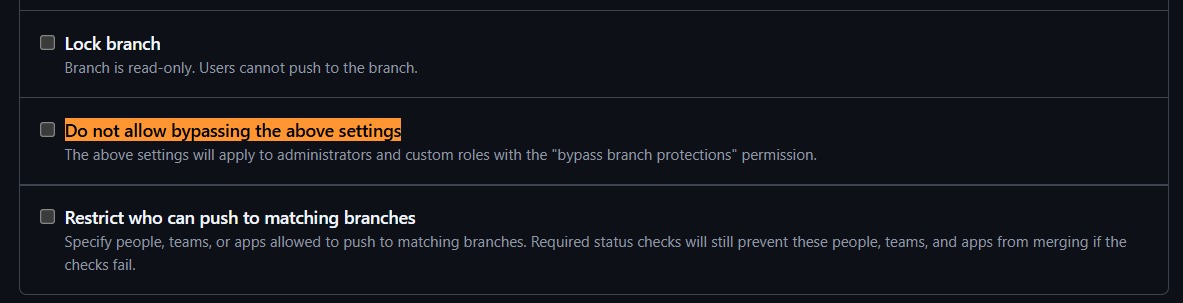 Lock branch
Branch is read-only. Users cannot push to the branch.
Do not allow bypassing the above settings
The above settings will apply to administrators and custom roles with the "bypass branch protections" permission.
Restrict who can push to matching branches
Specify people, teams, or apps allowed to push to matching branches. Required status checks will still prevent these people, teams, and apps from merging if the
checks fail.